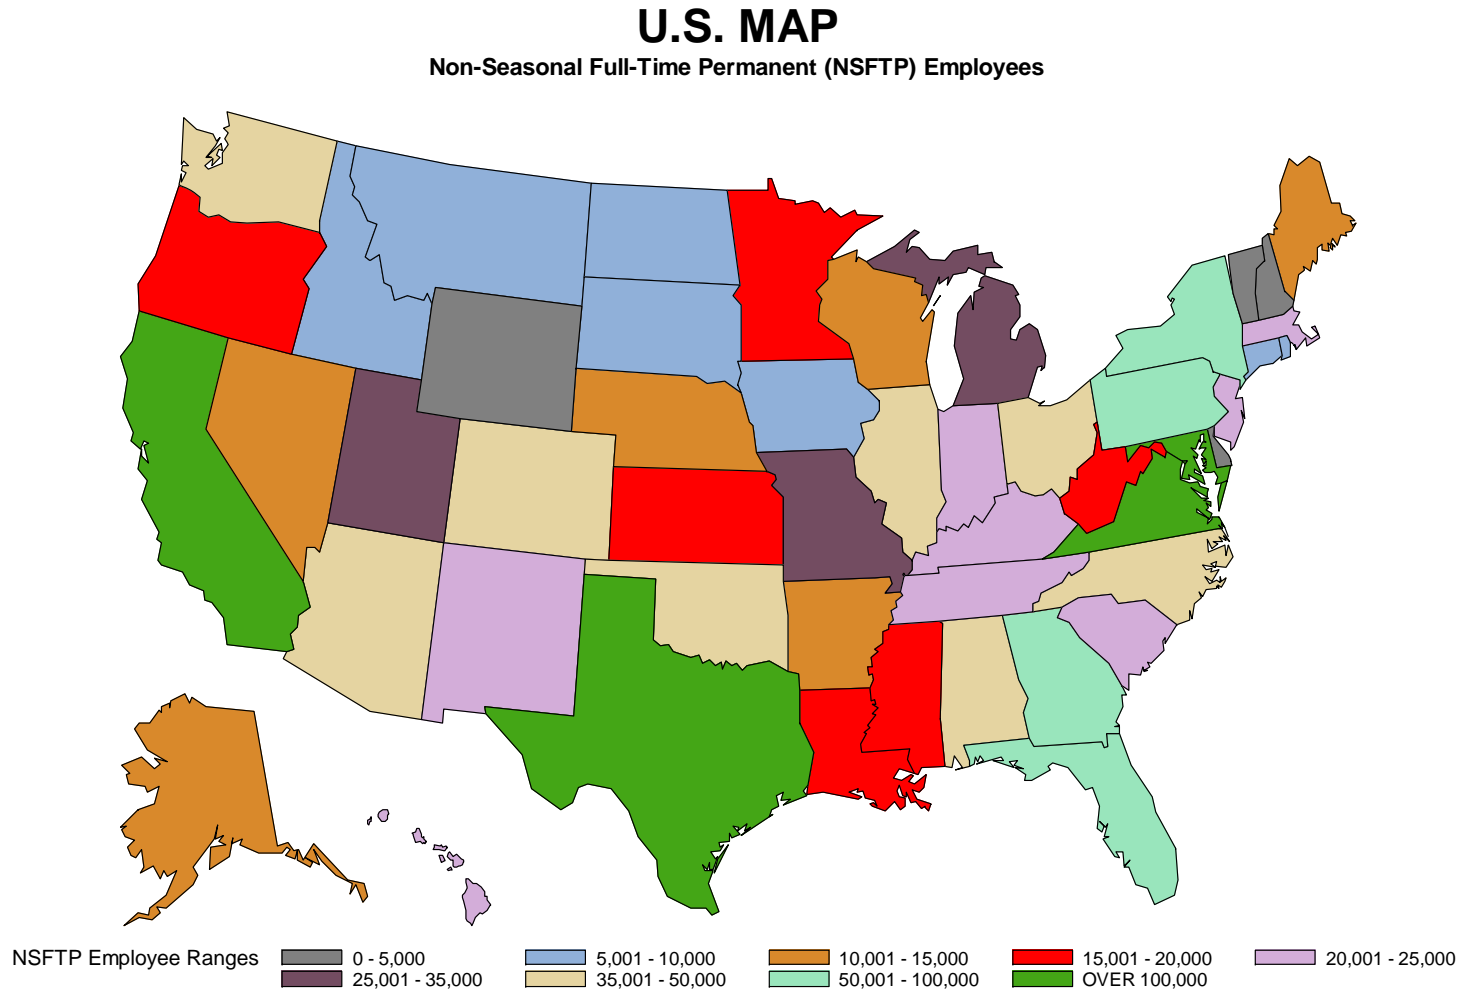 U.S. MAP
Non-Seasonal Full-Time Permanent (NSFTP) Employees
NSFTP Employee Ranges 0 - 5,000 5,001 - 10,000 10,001 - 15,000 15,001 - 20,000 20,001 - 25,000
25,001 - 35,000 35,001 - 50,000 50,001 - 100,000 OVER 100,000